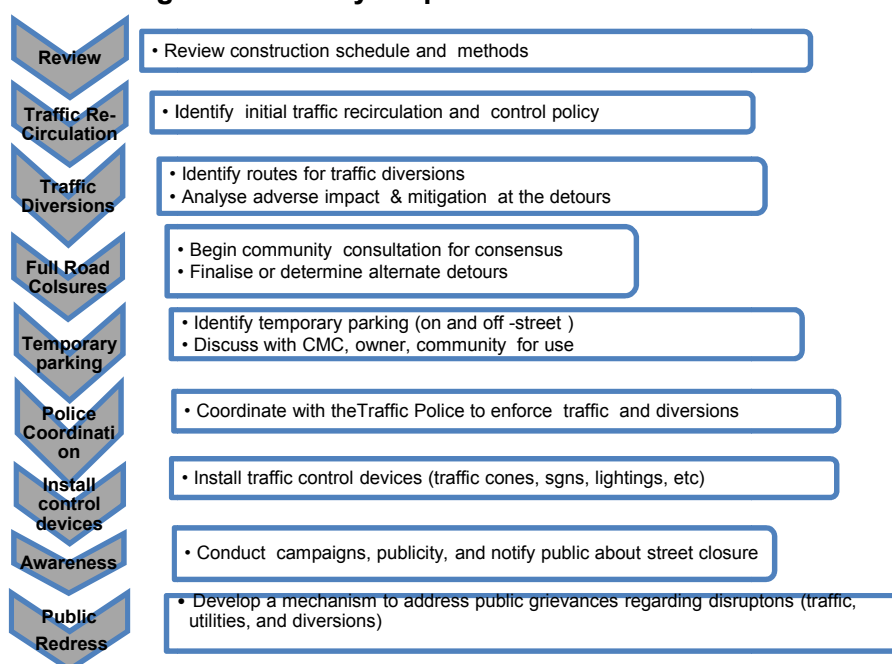 Review
• Review construction schedule and methods
Traffic Re-
Circulation
• Identify initial traffic recirculation and control policy
Traffic
Diversions
• Identify routes for traffic diversions
• Analyse adverse impact & mitigation at the detours
Full Road
Colsures
• Begin community consultation for consensus
• Finalise or determine alternate detours
Temporary
parking
• Identify temporary parking (on and off -street )
• Discuss with CMC, owner, community for use
Police
Coordinati
on
• Coordinate with theTraffic Police to enforce traffic and diversions
Install
control
devices
• Install traffic control devices (traffic cones, sgns, lightings, etc)
Awareness
• Conduct campaigns, publicity, and notify public about street closure
Public
Redress
• Develop a mechanism to address public grievances regarding disruptons (traffic,
utilities, and diversions)